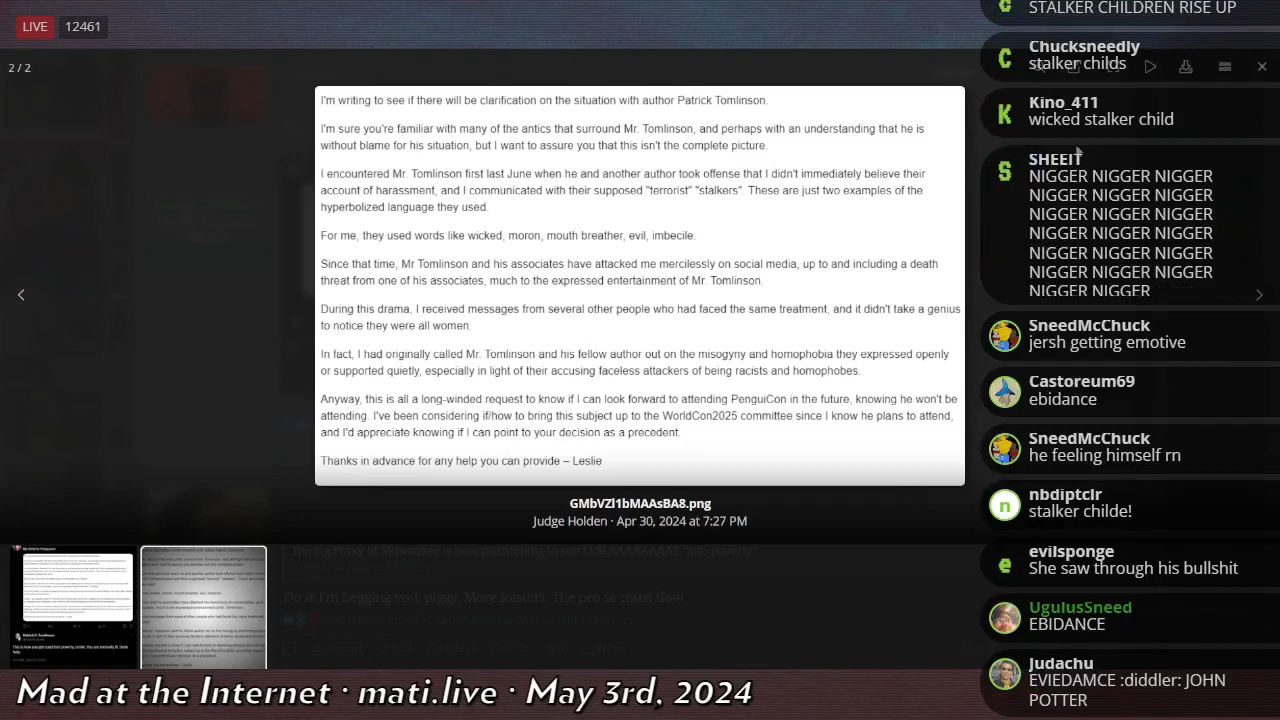 LIVE 12461
2 / 2
I'm writing to see if there will be clarification on the situation with author Patrick Tomlinson.
I'm sure you're familiar with many of the antics that surround Mr. Tomlinson, and perhaps with an understanding that he is
without blame for his situation, but I want to assure you that this isn't the complete picture.
I encountered Mr. Tomlinson first last June when he and another author took offense that I didn't immediately believe their
account of harassment, and I communicated with their supposed "terrorist" "stalkers". These are just two examples of the
hyperbolized language they used.
For me, they used words like wicked, moron, mouth breather, evil, imbecile.
Since that time, Mr Tomlinson and his associates have attacked me mercilessly on social media, up to and including a death
threat from one of his associates, much to the expressed entertainment of Mr. Tomlinson.
During this drama, I received messages from several other people who had faced the same treatment, and it didn't take a genius
to notice they were all women.
In fact, I had originally called Mr. Tomlinson and his fellow author out on the misogyny and homophobia they expressed openly
or supported quietly, especially in light of their accusing faceless attackers of being racists and homophobes.
Anyway, this is all a long-winded request to know if I can look forward to attending PenguiCon in the future, knowing he won't be
attending. I've been considering if/how to bring this subject up to the WorldCon2025 committee since I know he plans to attend,
and I'd appreciate knowing if I can point to your decision as a precedent.
Thanks in advance for any help you can provide – Leslie
GMbVZl1bMAAsBA8.png
Judge Holden · Apr 30, 2024 at 7:27 PM
STALKER CHILDREN RISE UP
Chucksneedly
stalker childs
Kino_411
wicked stalker child
SHEEIT
NIGGER NIGGER NIGGER
NIGGER NIGGER NIGGER
NIGGER NIGGER NIGGER
NIGGER NIGGER NIGGER
NIGGER NIGGER NIGGER
NIGGER NIGGER NIGGER
NIGGER NIGGER
SneedMcChuck
jersh getting emotive
Castoreum69
ebidance
SneedMcChuck
he feeling himself rn
nbdiptclr
stalker childe!
evilsponge
She saw through his bullshit
UgulusSneed
EBIDANCE
Judachu
EVIEDAMCE :diddler: JOHN
POTTER
Mad at the Internet · mati.live · May 3rd, 2024